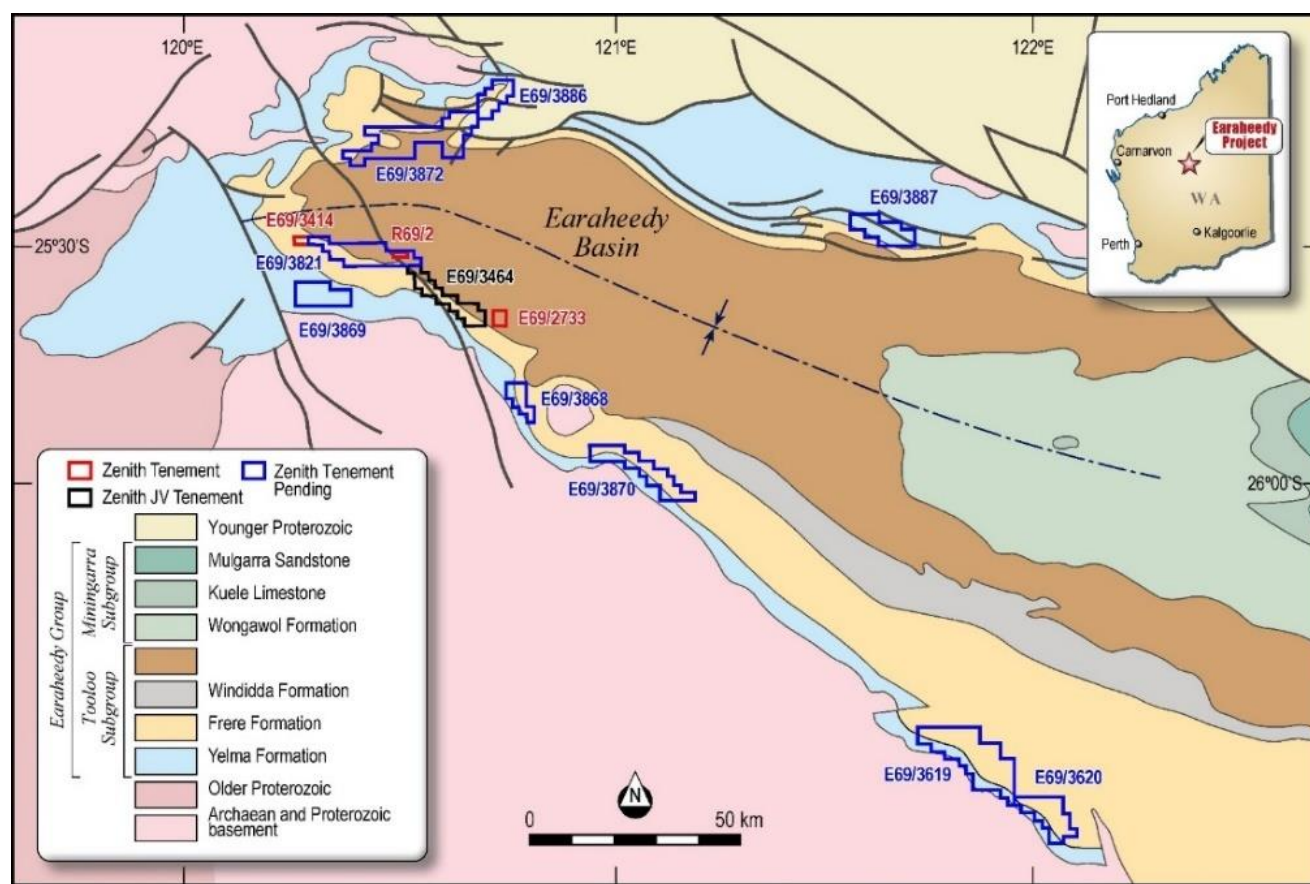 120°E
121°E
122°E
E69/3886
E69/3872
E69/3887
E69/3414
R69/2
25°30'S
E69/3821
E69/3464
Earaheedy
Basin
E69/3869
E69/2733
E69/3868
E69/3870
26°00'S
E69/3619
E69/3620
Port Hedland
Earaheedy
Project
Carnarvon
WA
Perth
Kalgoorlie
Zenith Tenement
Zenith Tenement
Pending
Zenith JV Tenement
Younger Proterozoic
Earaheedy Group
Miningarra
Subgroup
Mulgarra Sandstone
Kuele Limestone
Wongawol Formation
Tooloo
Subgroup
Windidda Formation
Frere Formation
Yelma Formation
Older Proterozoic
Archaean and Proterozoic
basement
N
0
50 km